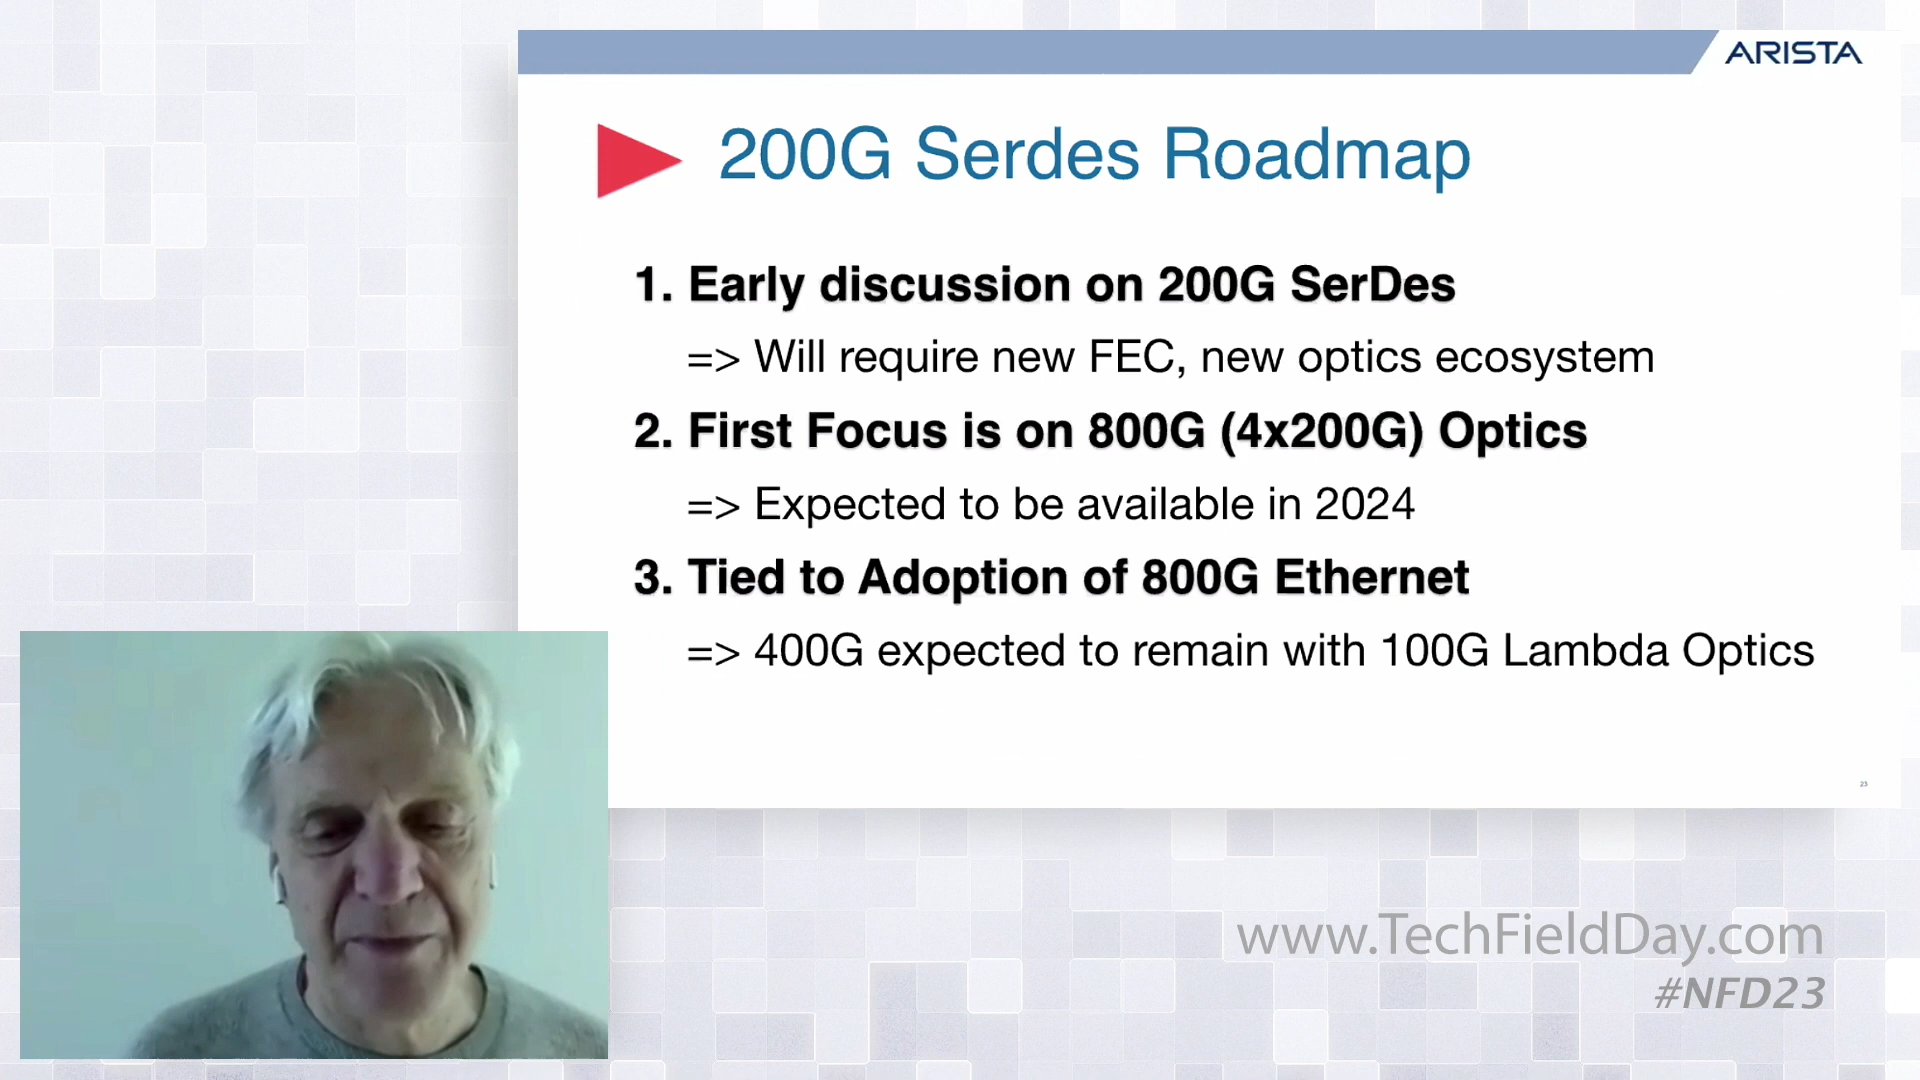 ARISTA
200G Serdes Roadmap
1. Early discussion on 200G SerDes
=> Will require new FEC, new optics ecosystem
2. First Focus is on 800G (4x200G) Optics
=> Expected to be available in 2024
3. Tied to Adoption of 800G Ethernet
=> 400G expected to remain with 100G Lambda Optics
23
www.TechFieldDay.com
#NFD23